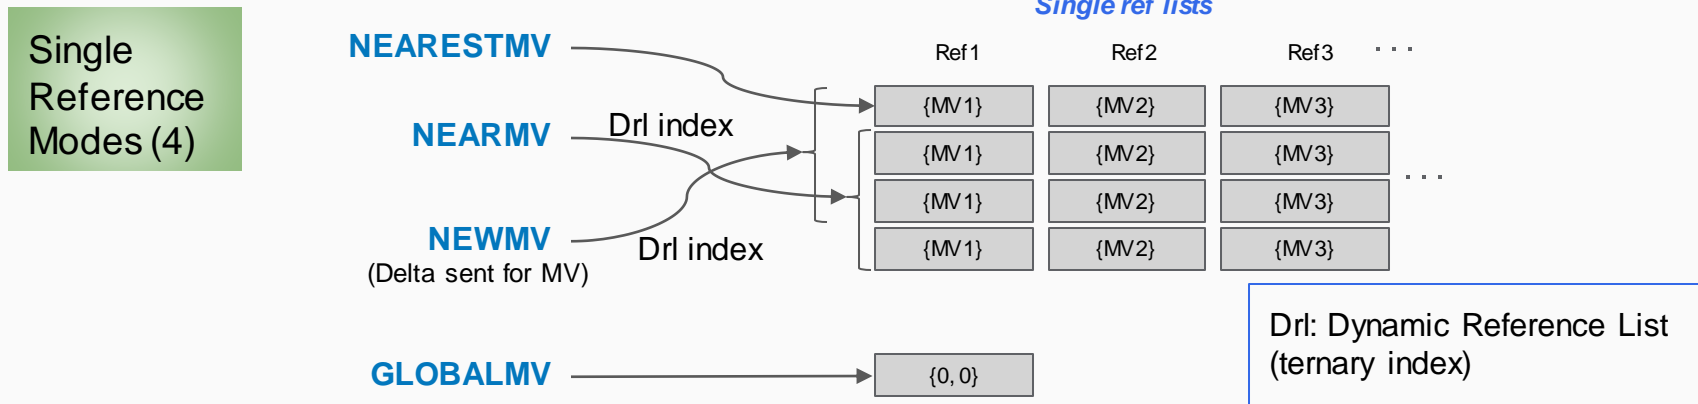 Single ref lists
Single
Reference
Modes (4)
NEARESTMV
Ref1 Ref2 Ref3 ...
{MV1} {MV2} {MV3}
NEARMV
Drl index
{MV1} {MV2} {MV3}
...
{MV1} {MV2} {MV3}
NEWMV
(Delta sent for MV)
Drl index
{MV1} {MV2} {MV3}
GLOBALMV
{0, 0}
Drl: Dynamic Reference List
(ternary index)